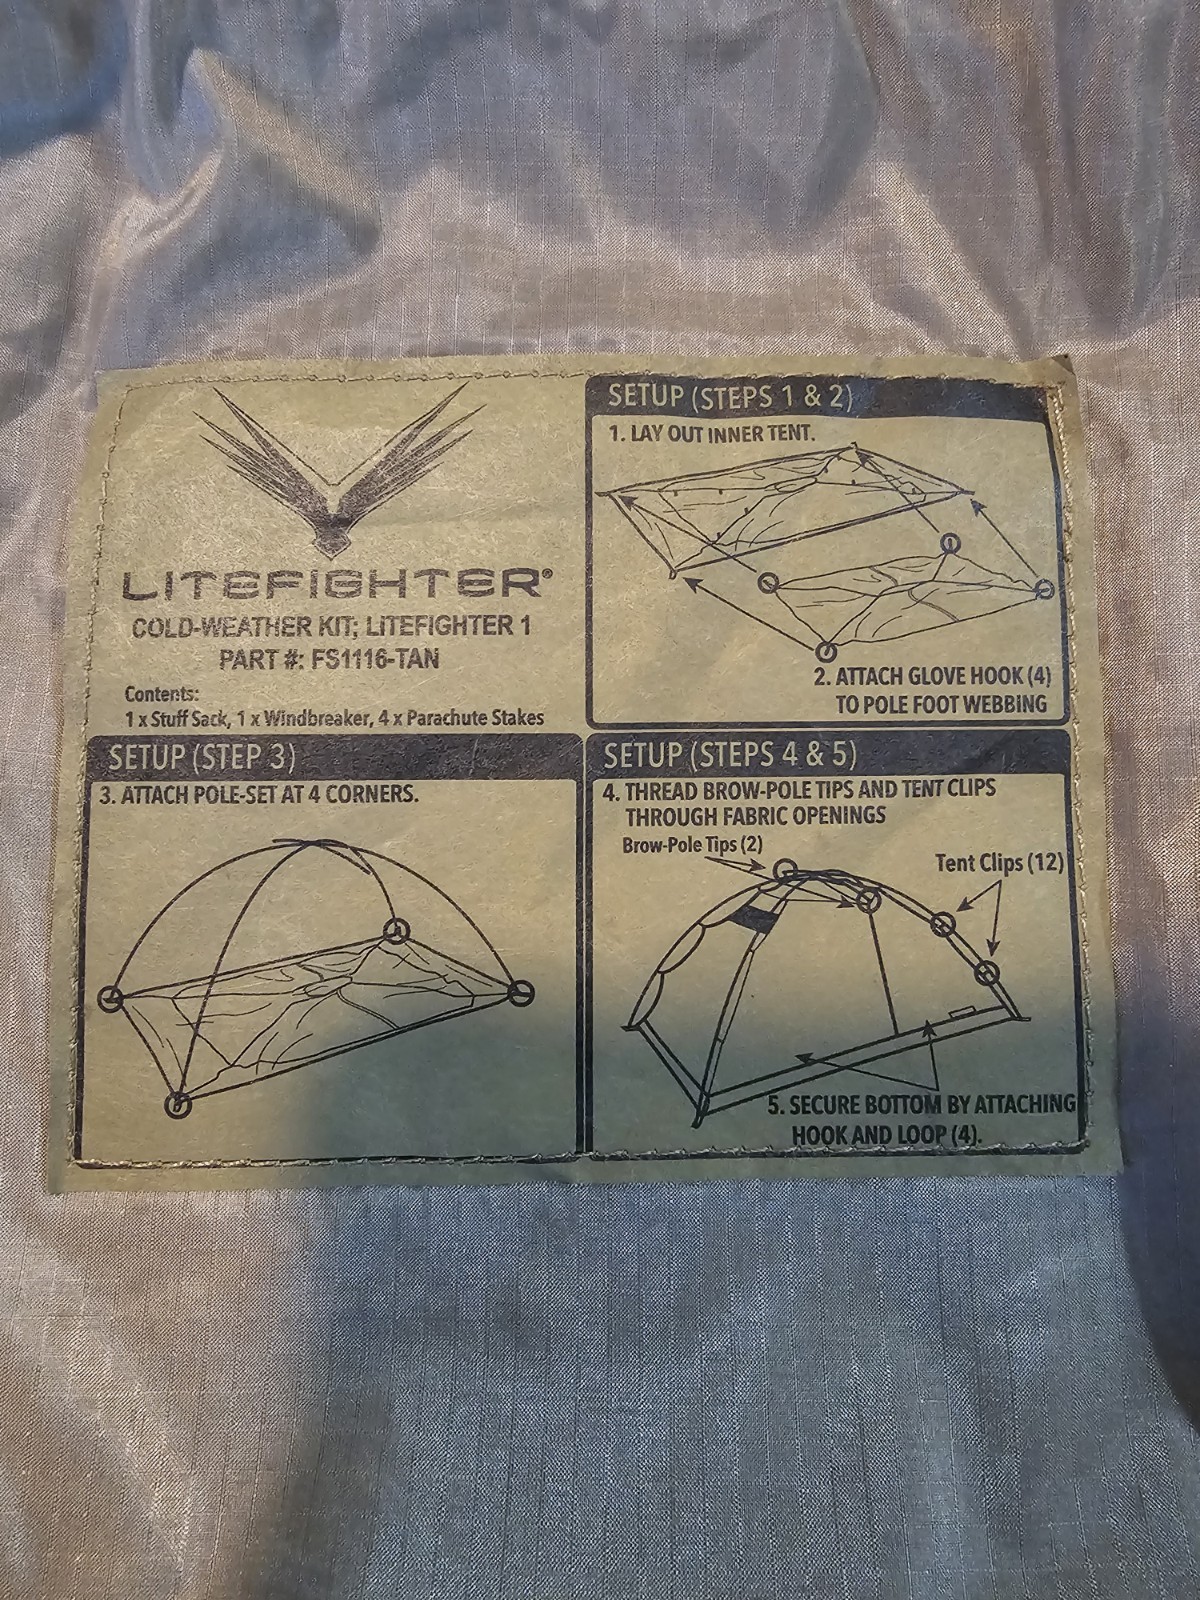 LITEFIGHTER®
COLD-WEATHER KIT; LITEFIGHTER 1
PART #: FS1116-TAN
Contents:
1 x Stuff Sack, 1 x Windbreaker, 4 x Parachute Stakes
SETUP (STEPS 1 & 2)
1. LAY OUT INNER TENT.
2. ATTACH GLOVE HOOK (4)
TO POLE FOOT WEBBING
SETUP (STEP 3)
3. ATTACH POLE-SET AT 4 CORNERS.
SETUP (STEPS 4 & 5)
4. THREAD BROW-POLE TIPS AND TENT CLIPS
THROUGH FABRIC OPENINGS
Brow-Pole Tips (2)
Tent Clips (12)
5. SECURE BOTTOM BY ATTACHING
HOOK AND LOOP (4).